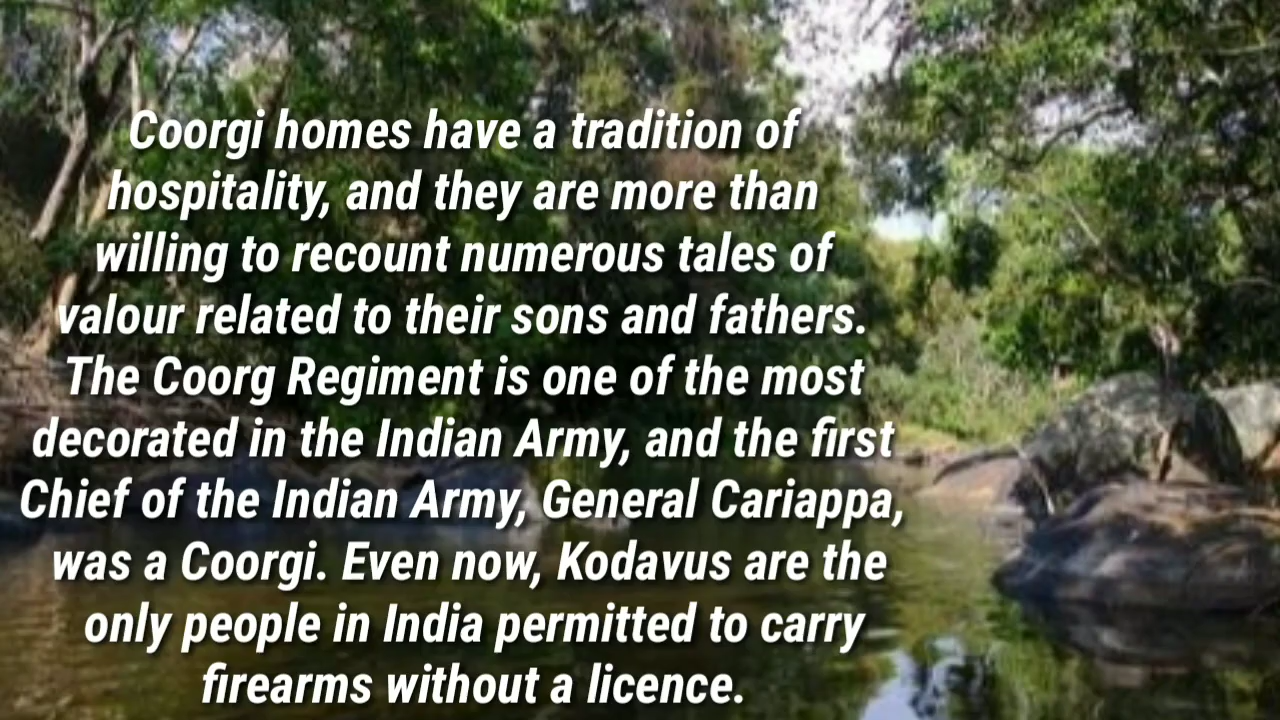 Coorgi homes have a tradition of
hospitality, and they are more than
willing to recount numerous tales of
valour related to their sons and fathers.
The Coorg Regiment is one of the most
decorated in the Indian Army, and the first
Chief of the Indian Army, General Cariappa,
was a Coorgi. Even now, Kodavus are the
only people in India permitted to carry
firearms without a licence.